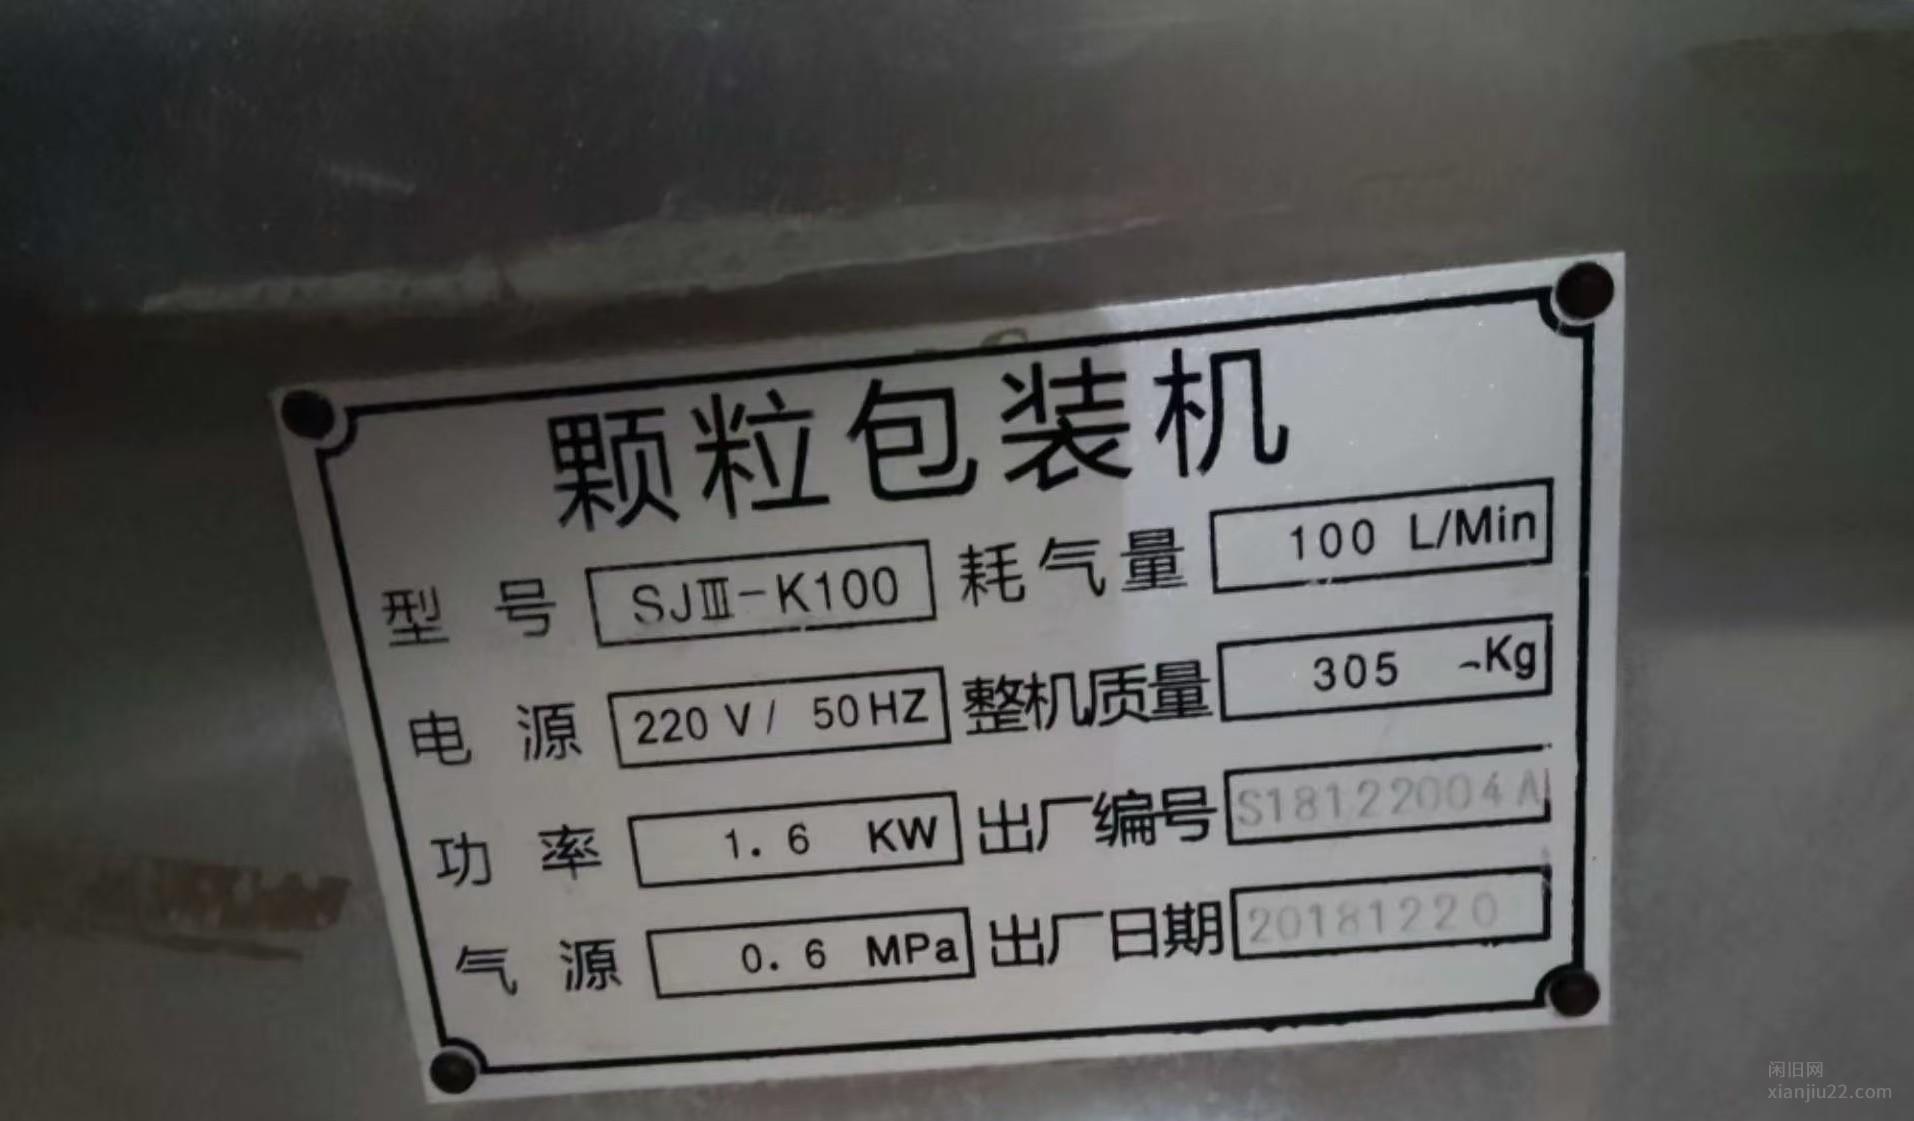 颗粒包装机
型号 SJⅢ-K100 耗气量 100 L/Min
电源 220 V/ 50HZ 整机质量 305 Kg
功率 1.6 KW 出厂编号 S18122004A
气源 0.6 MPa 出厂日期 20181220
闲旧网
xianjiu22.com